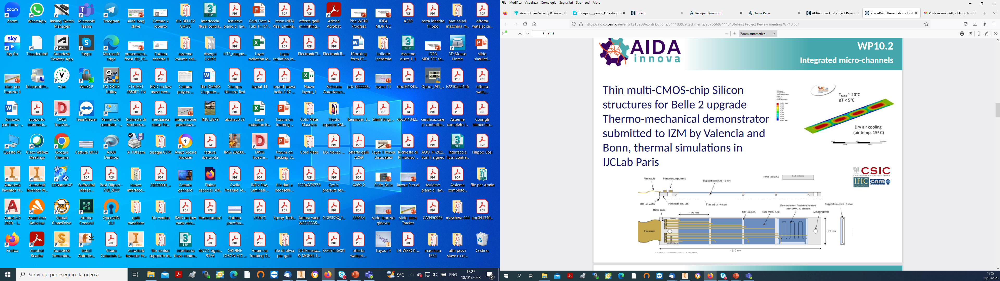 Zoom
WhatsApp
Inkling Sketch Manager
Microsoft Teams
Telegram
slide long stave
Cattura x roberto
file BELLE2 CMOS
Interfaccia flussi contra...
Assieme piano di lav...
Cold Plate 4 Tubi T=15°...
loson INFN Pisa, Lamina...
offerta galli minifitting...
Adobe Acrobat
Pisa WP10 Progress
IDEA MDI-FCC
A269
carta identita filippo
particolari maschera m...
offerta watajet ce...
Sky Go
Thunderbird
Autodesk Desktop App
Skype
Microsoft Edge
presentazio... fbosi RD_FC...
Cattura roberto 1
assieme volume col...
disegni LN2P3
HTS_magne...
Layer radiation le...
Layer radiation le...
ElectronicTi...
ElectronicR...
1Booking form FC...
bollette iperdrola
Assieme disco 1_1
IDEA MDI-FCC ta...
3D Mouse Home
slide simulati...
slide per Fabrizio 1
MicrosoftPr...
Vibe
WinSCP
LMTOOLS Utility
STYCAST 2850FT-EN
R&D on low mass mec...
Cattura polytec ...
The DMAPS Upgrade ...
Stampa Utilizzo Taxi
layout 11
report prova belle 2 07-...
Nuovi layout_1
Richiesta Autorizzazi...
pdv-000000...
layout 11
doc041341...
Optics_241_...
F2210560146
offerta wataj...
Rinnovo part-time -...
supporto intermedi...
DWG TrueVie...
TeamViewer
Pannello di controllo - ...
Richiesta di Rimborso...
mechanics status Pis...
integrazione presentazi...
IMG_2879
abstract-32
Layer radiation le...
Forum on Tracking ...
Cold Plate Maurizio
Fluido especial 3M...
Reminder_I...
Minifitting_...
doc041342...
certificazione di contratto...
Assieme completo l...
Consigli alimentari...
Questo PC
Cisco Webex Meetings
Google Chrome
Cattura M55J
A360 Desktop
X-PDFsam
disegni CEPC
Avast Secure Browser
fattura iberdrola
IMG-20200...
DWG TrueVie...
Forum on Tracking D...
Cold Plate
DS-Novec-...
offerta galli A269
Layer 1 Power dissipated
Richiesta di Rimborso ...
AOO_PI-202... Bosi F_signed
Interfaccia flussi contra...
Filippo Bosi
Autodesk Inventor Pr...
Autodesk Inventor Pr...
CDBurnerXP
Suffredini Marisa ...
Bosi Filippo - 730_2022
nuovo interfacc...
20220901_...
Cattura gennaro
Fluido especial 3M...
Cyclic Pressure Te...
INFN Pisa, Laminati ...
file dati a bedeschi ...
F2204379773
Cyclic pressure tes...
A269-2
Slide_Palla
layout 9 et al
Assieme piano di lav...
Assieme completo...
file per Armin
AutoCAD 2020 - I...
Avast Free Antivirus
Virtual CloneDrive
Adobe Connect
OpenVPN GUI
galli maschere
file venturi
R&D on low mass mec...
Presentation1
Cattura pocofoa...
EP30TC
Epoxy-Tech...
fattura wind W2213335...
GDFSFOX_2...
220134
slide fabrizio ginevra
slide inner Tracker
CA9450943
maschera 444
doc041340...
Firefox
Acrobat Reader
Autodesk Simulatio...
Install Autodes...
Visura Catastale t...
Autodesk Inventor Pr...
file venturi supporto in...
Interfaccia flussi contra...
46772_signe... 9176
ORDINE LOSON FCC ...
Forum on Tracking D...
file di silvia per galli
DDTEmesso... & MORELLI ...
F2207456301
offerta watajet ...
Layout 9
LH_WEBCKI...
maschera 1332
altri pezzi stave e col...
Cestino
Scrivi qui per eseguire la ricerca
9°C
ENG
17:27
18/01/2023
File Modifica Visualizza Cronologia Segnalibri Strumenti Aiuto
Avast Online Security & Privacy
Disegno ___pimpi_115 categoria
Indico
RecuperoPassword
Home Page
AIDAinnova First Project Review
PowerPoint Presentation - First
Posta in arrivo (44) - filippo.bos
https://indico.cern.ch/event/1215209/contributions/5111839/attachments/2575569/4443136/First Project Review meeting WP10.pdf
5 di 15
Zoom automatico
AIDA
innova
WP10.2
Integrated micro-channels
Thin multi-CMOS-chip Silicon
structures for Belle 2 upgrade
Thermo-mechanical demonstrator
submitted to IZM by Valencia and
Bonn, thermal simulations in
IJCLab Paris
TMAX ~ 20°C
ΔT < 5°C
Dry air cooling
(air temp. 15° C)
CSIC
IFIC
cnm
Flex cable
Passive components
Support structure ~1 mm
metal pads (Al)
bulk silicon
700 µm wafer
Thinned to 400 µm
Thinned to ~40 µm
Bond pads
~ 30 mm
~100 µm gap
RDL metal (Cu)
Demonstrator: Resistive heaters
later: DMAPS sensors
Mounting hole
Support structure ~1 mm
Flex cable
Power
Data/Clock
~ 22 mm
~ 140 mm
17:27
18/01/2023